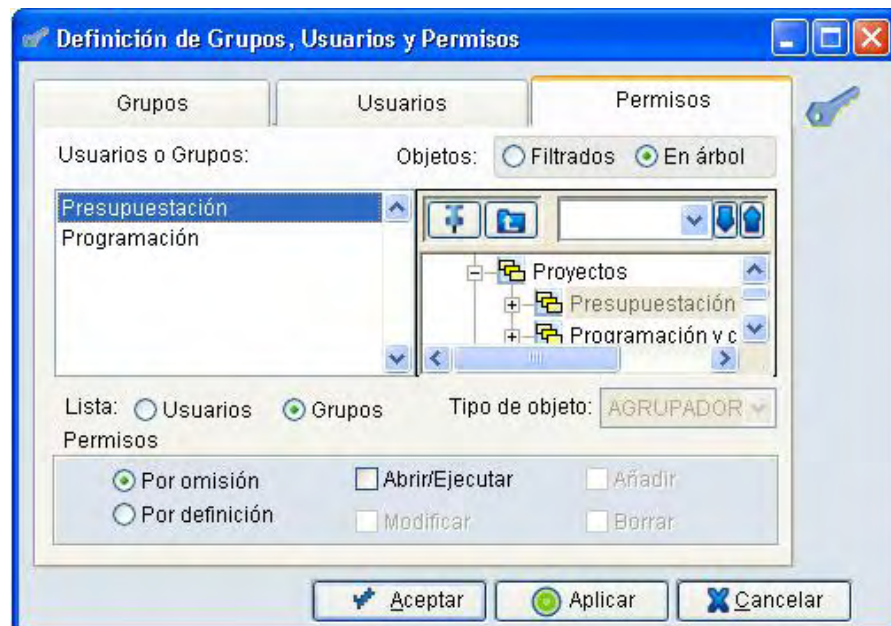 Definición de Grupos, Usuarios y Permisos
Grupos Usuarios Permisos
Usuarios o Grupos: Objetos: Filtrados En árbol
Presupuestación
Programación
Proyectos
Presupuestación
Programación y c
Lista: Usuarios Grupos Tipo de objeto: AGRUPADOR
Permisos
Por omisión Abrir/Ejecutar Añadir
Por definición Modificar Borrar
Aceptar Aplicar Cancelar